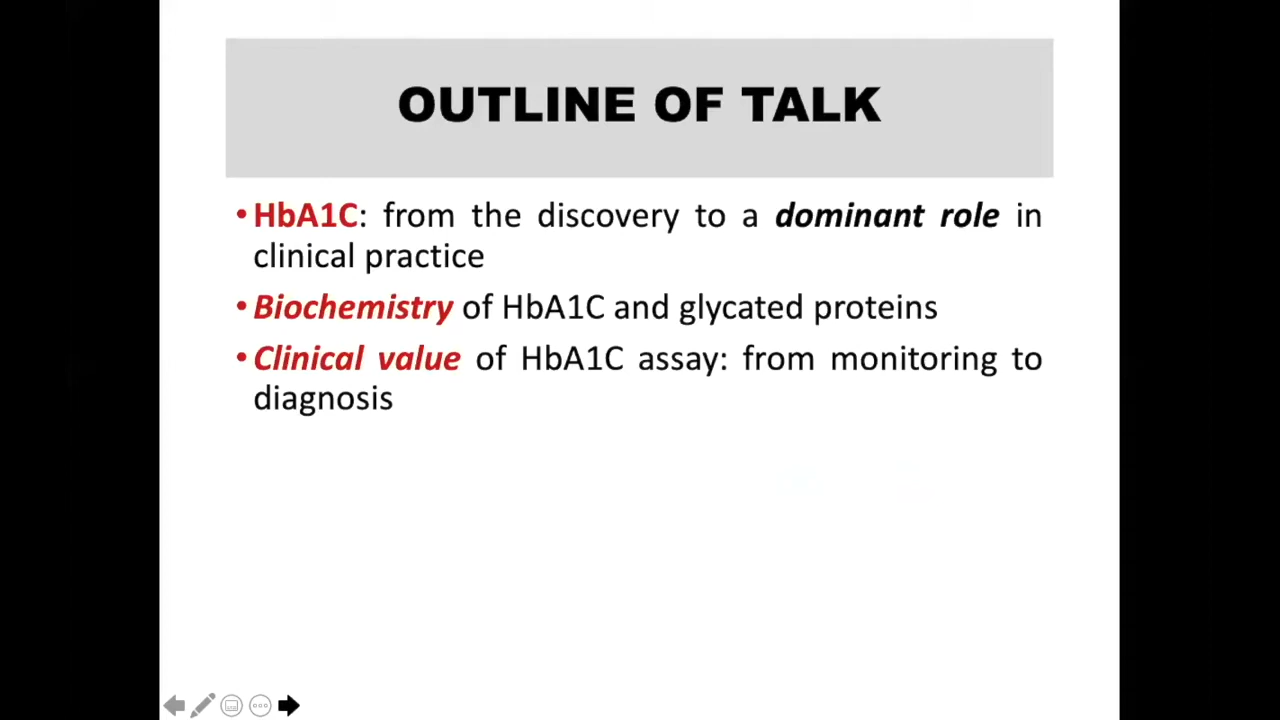 OUTLINE OF TALK
•HbA1C: from the discovery to a dominant role in
clinical practice
•Biochemistry of HbA1C and glycated proteins
•Clinical value of HbA1C assay: from monitoring to
diagnosis